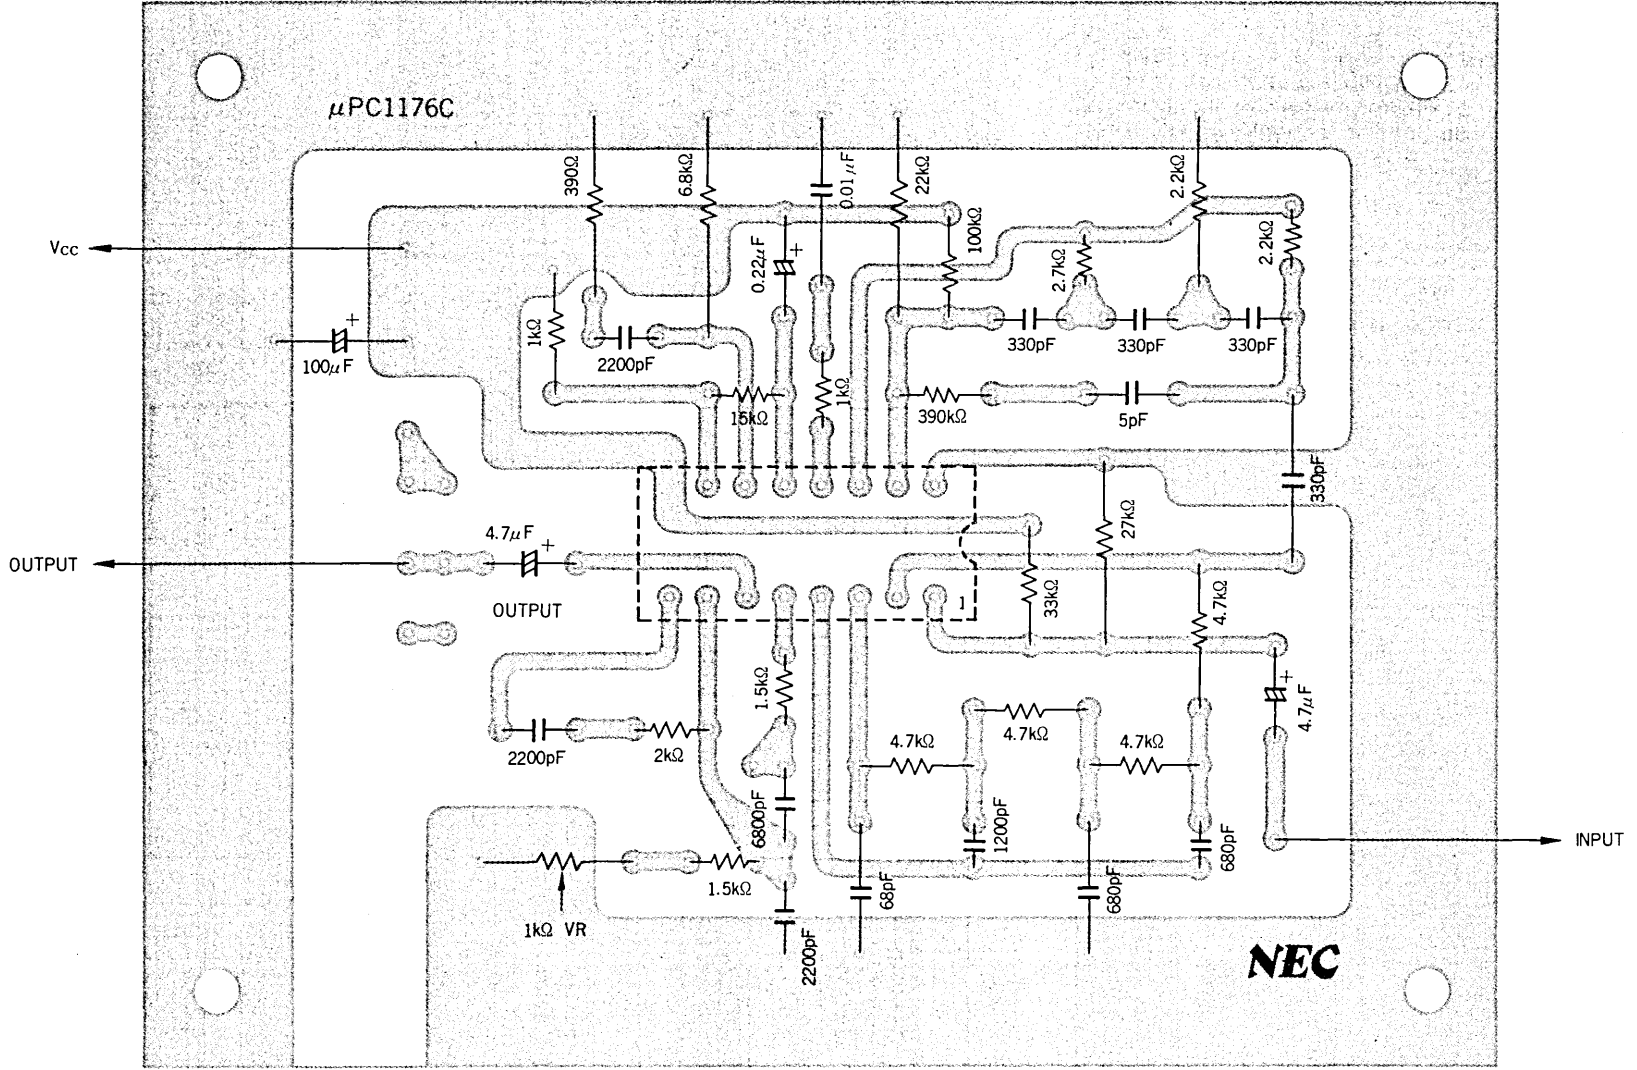 μPC1176C
390Ω
6.8kΩ
0.01μF
22kΩ
2.2kΩ
100kΩ
2.2kΩ
Vcc
0.22μF
+
2.7kΩ
1kΩ
+
100μF
2200pF
330pF
330pF
330pF
15kΩ
1kΩ
390kΩ
5pF
330pF
4.7μF
+
27kΩ
OUTPUT
OUTPUT
1
33kΩ
4.7kΩ
1.5kΩ
+
4.7μF
2200pF
2kΩ
4.7kΩ
4.7kΩ
4.7kΩ
6800pF
1200pF
680pF
INPUT
1.5kΩ
68pF
680pF
1kΩ VR
2200pF
NEC